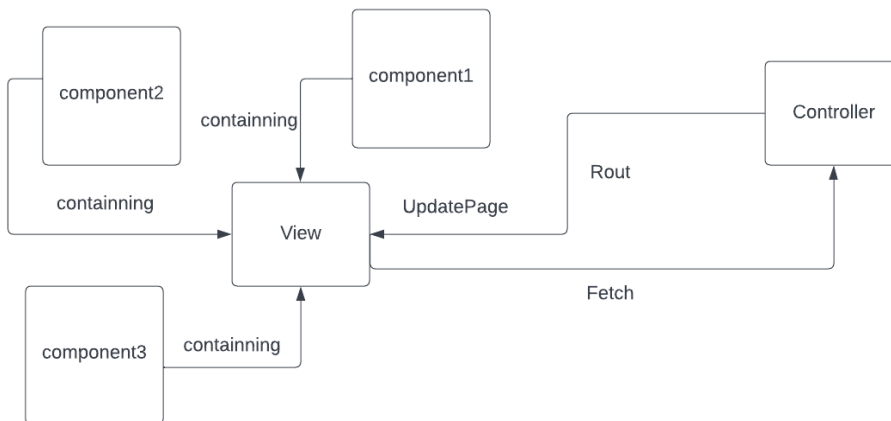 component1
component2
Controller
containning
Rout
containning
UpdatePage
View
Fetch
containning
component3